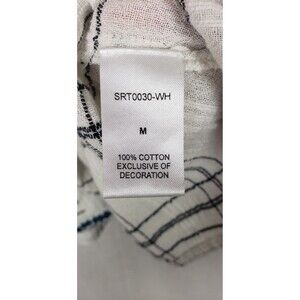 SRT0030-WH
M
100% COTTON
EXCLUSIVE OF
DECORATION